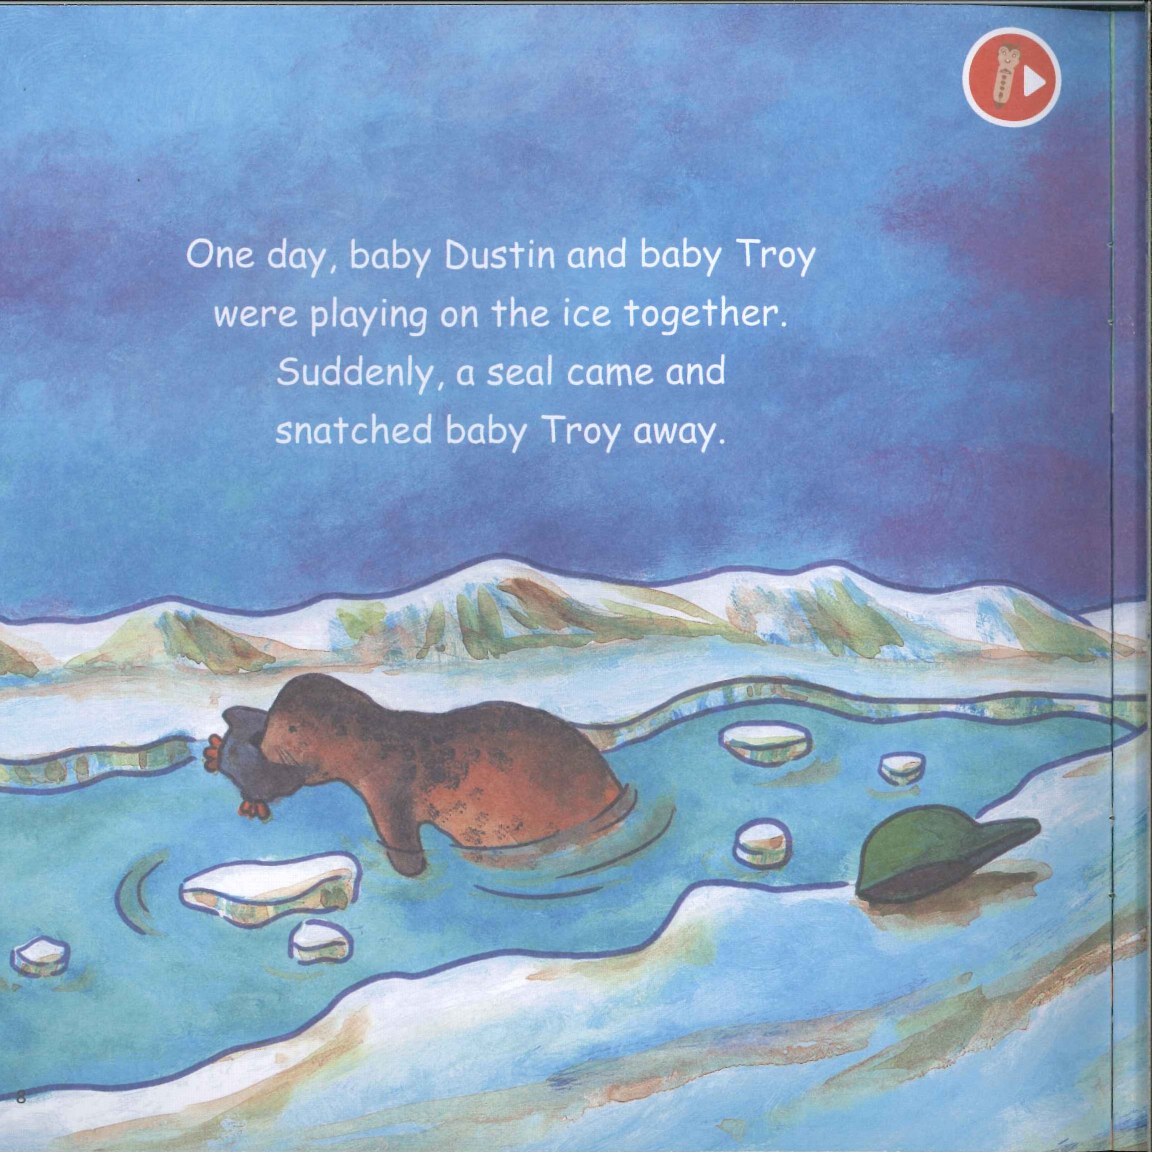 One day, baby Dustin and baby Troy
were playing on the ice together.
Suddenly, a seal came and
snatched baby Troy away.
8